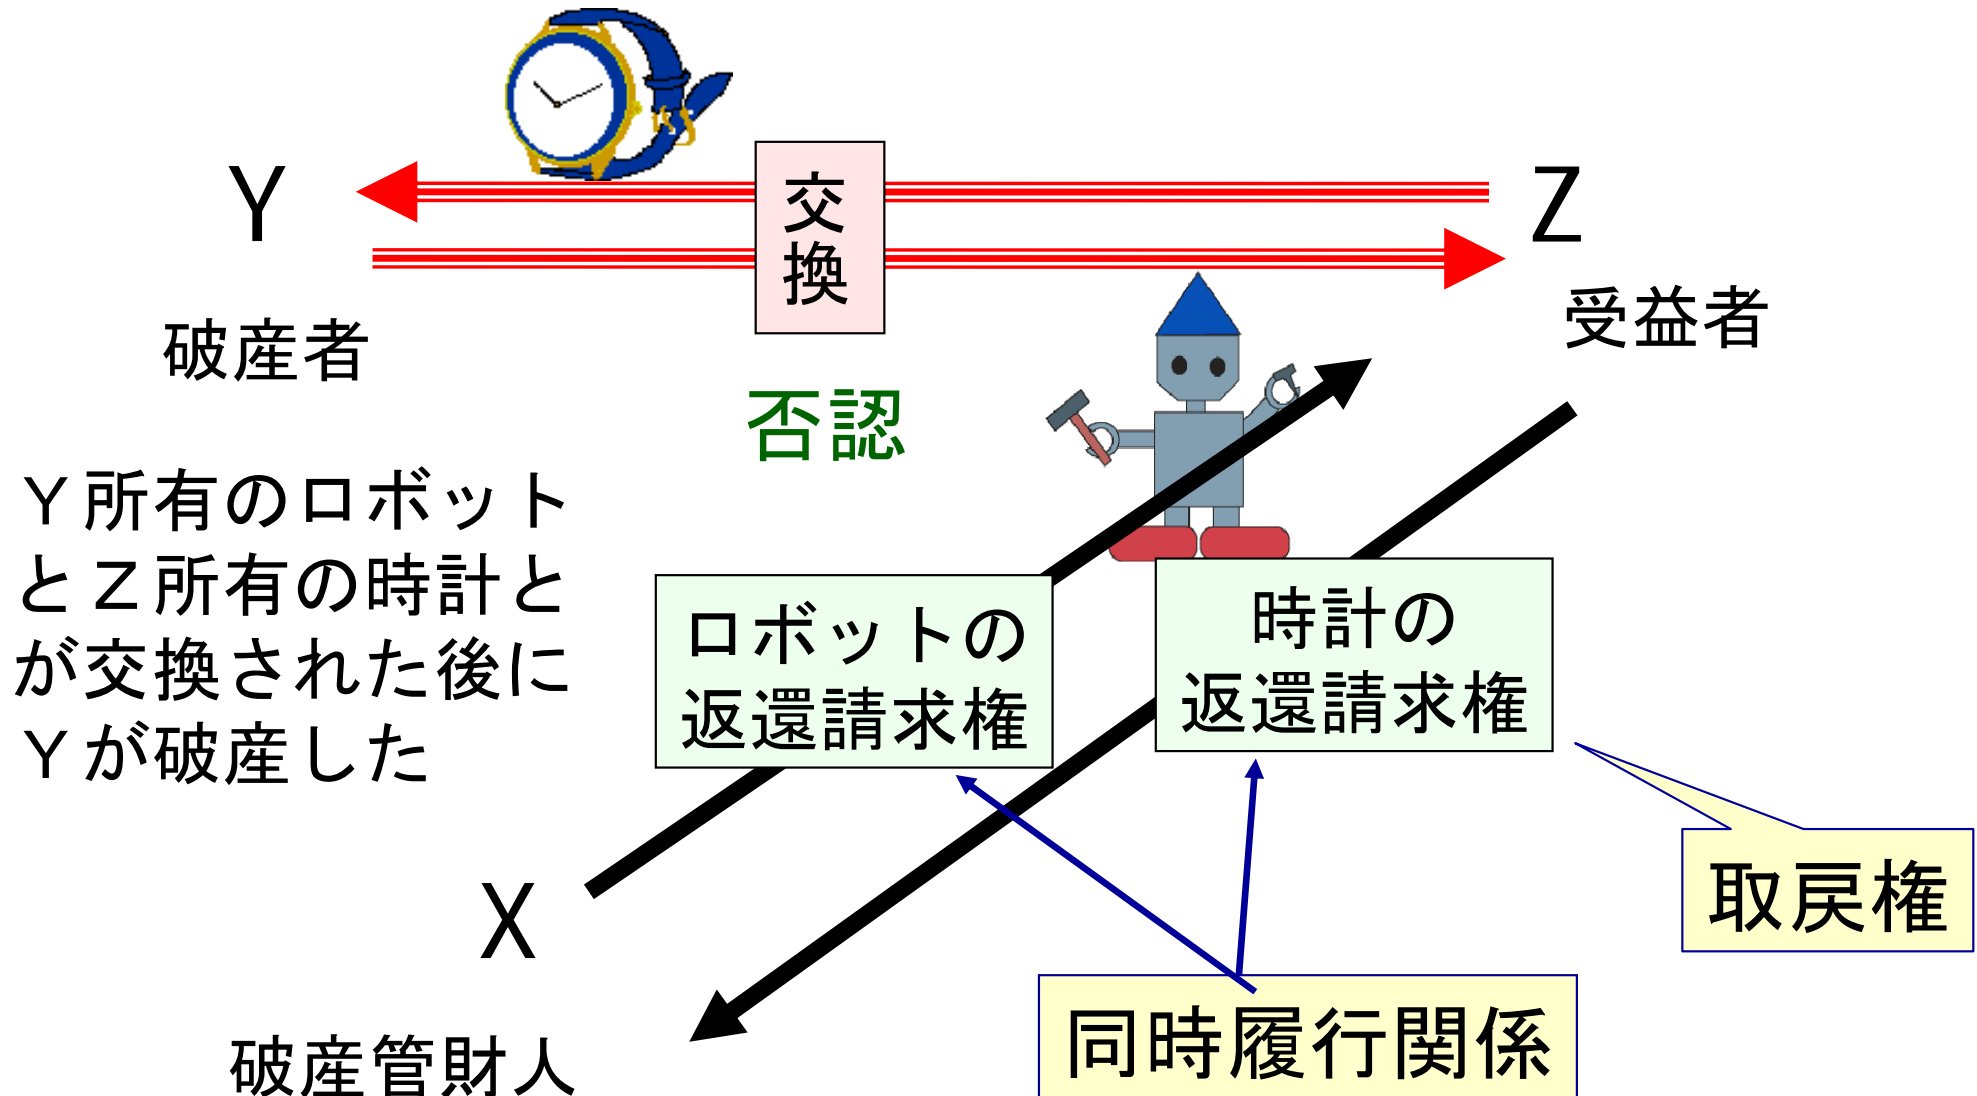 Y
交
換
Z
破産者
受益者
否認
Y所有のロボット
とZ所有の時計と
が交換された後に
Yが破産した
ロボットの
返還請求権
時計の
返還請求権
取戻権
X
破産管財人
同時履行関係